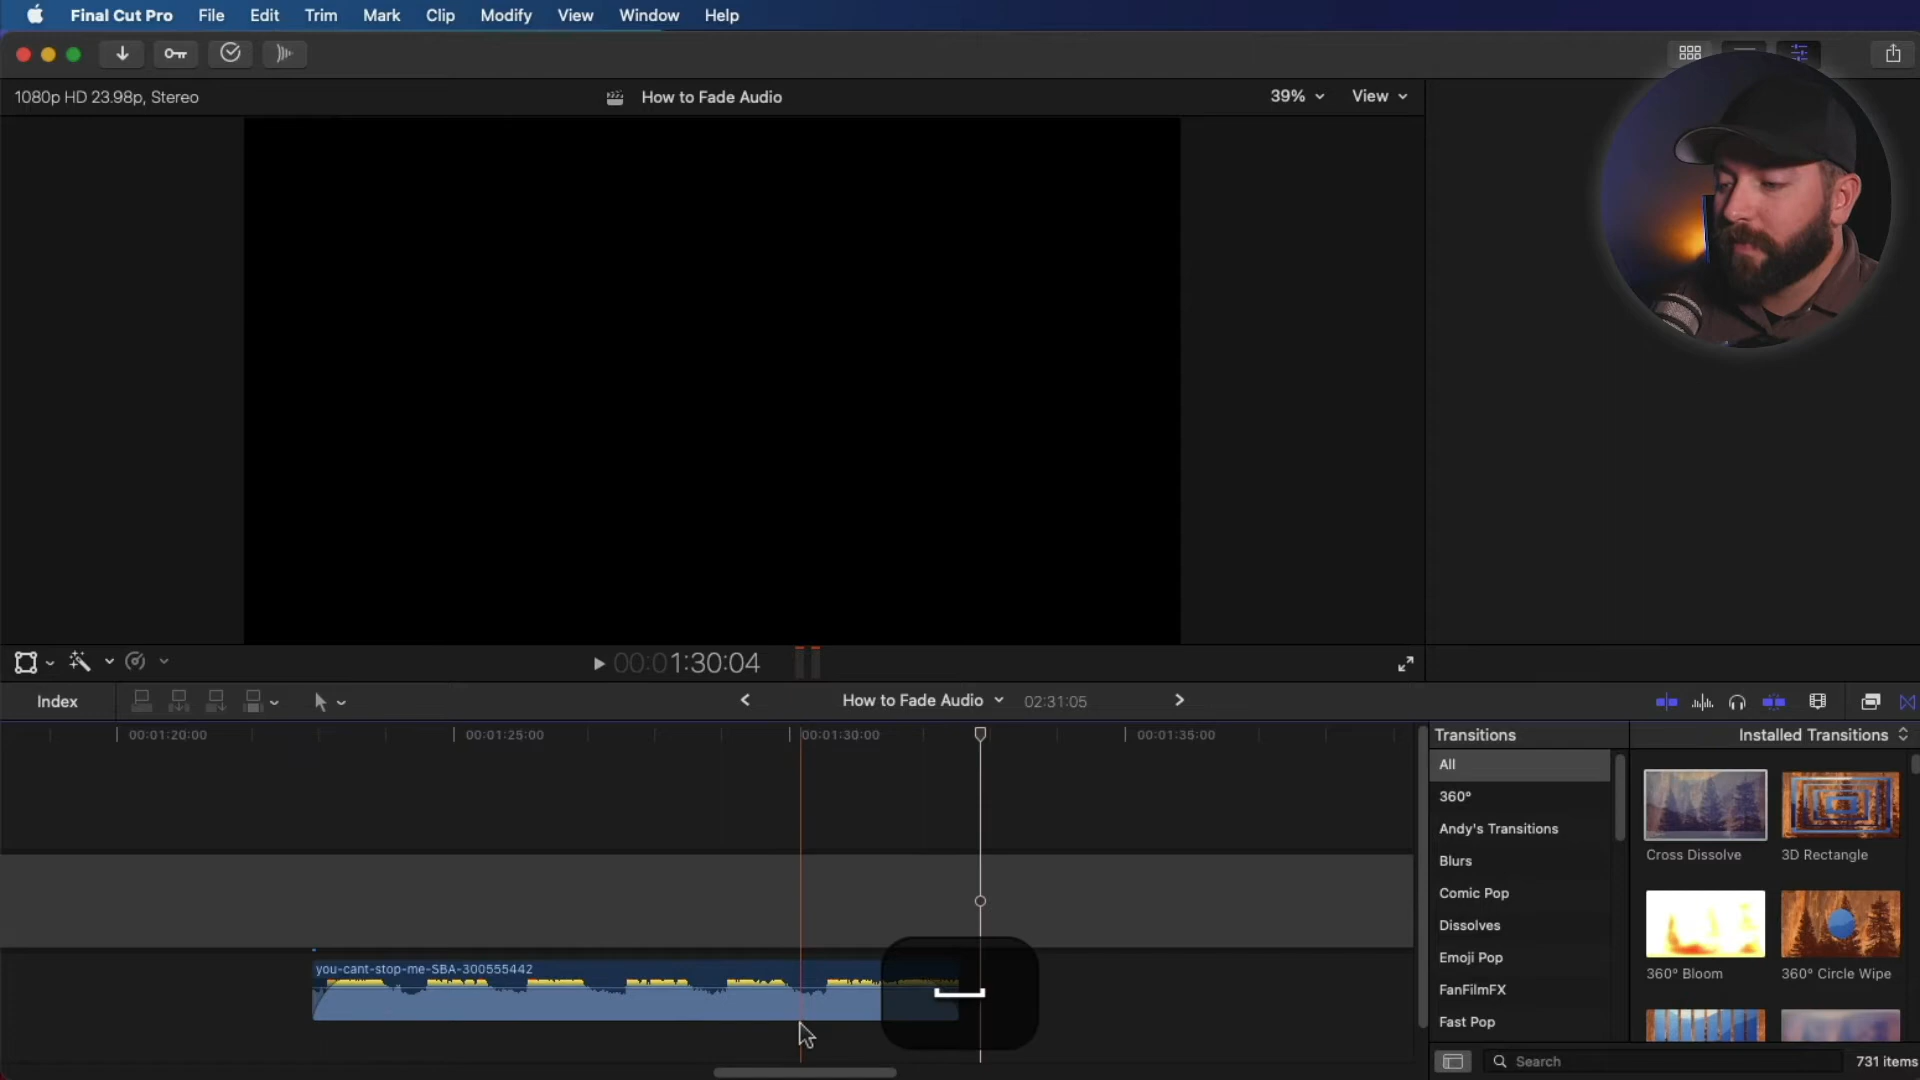 Final Cut Pro File Edit Trim Mark Clip Modify View Window Help
1080p HD 23.98p, Stereo
How to Fade Audio
39%
View
00:01:30:04
Index
How to Fade Audio
02:31:05
00:01:20:00
00:01:25:00
00:01:30:00
00:01:35:00
you-cant-stop-me-SBA-300555442
Transitions
Installed Transitions
All
360°
Andy's Transitions
Blurs
Comic Pop
Dissolves
Emoji Pop
FanFilmFX
Fast Pop
Cross Dissolve
3D Rectangle
360° Bloom
360° Circle Wipe
Search
731 items